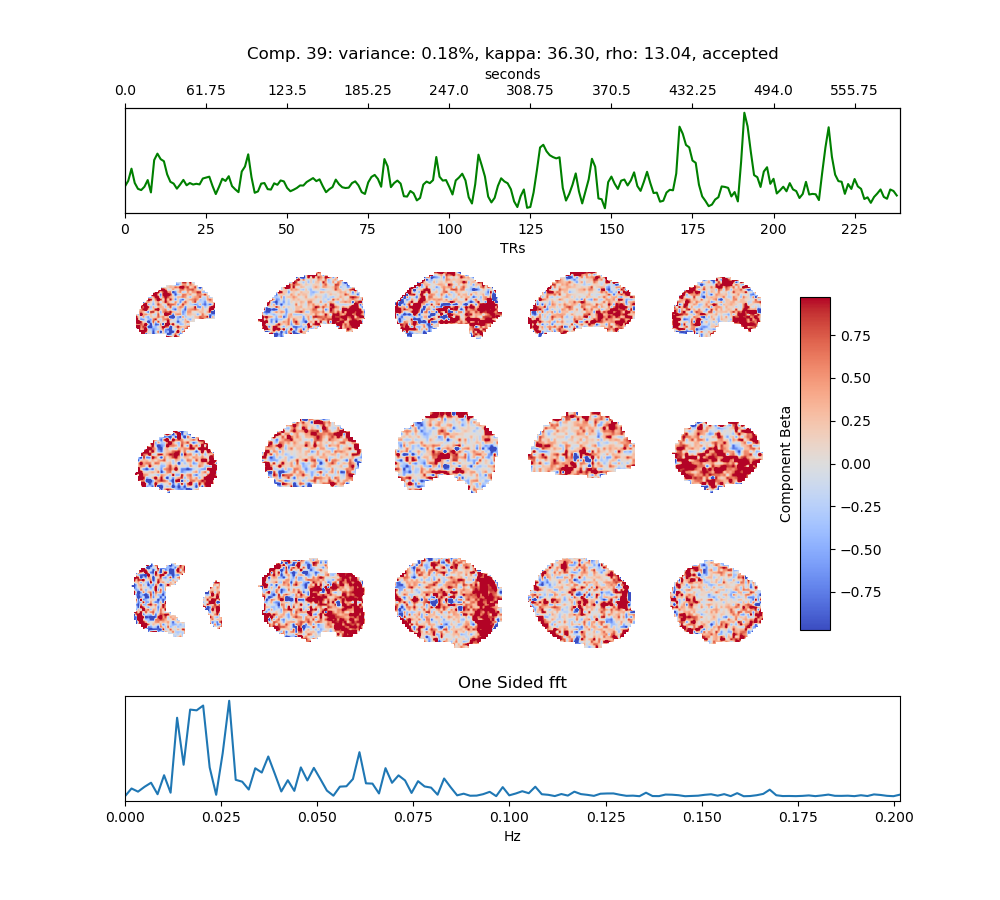 Comp. 39: variance: 0.18%, kappa: 36.30, rho: 13.04, accepted
seconds
0.0 61.75 123.5 185.25 247.0 308.75 370.5 432.25 494.0 555.75
0 25 50 75 100 125 150 175 200 225
TRs
0.75
0.50
0.25
0.00
−0.25
−0.50
−0.75
Component Beta
One Sided fft
0.000 0.025 0.050 0.075 0.100 0.125 0.150 0.175 0.200
Hz